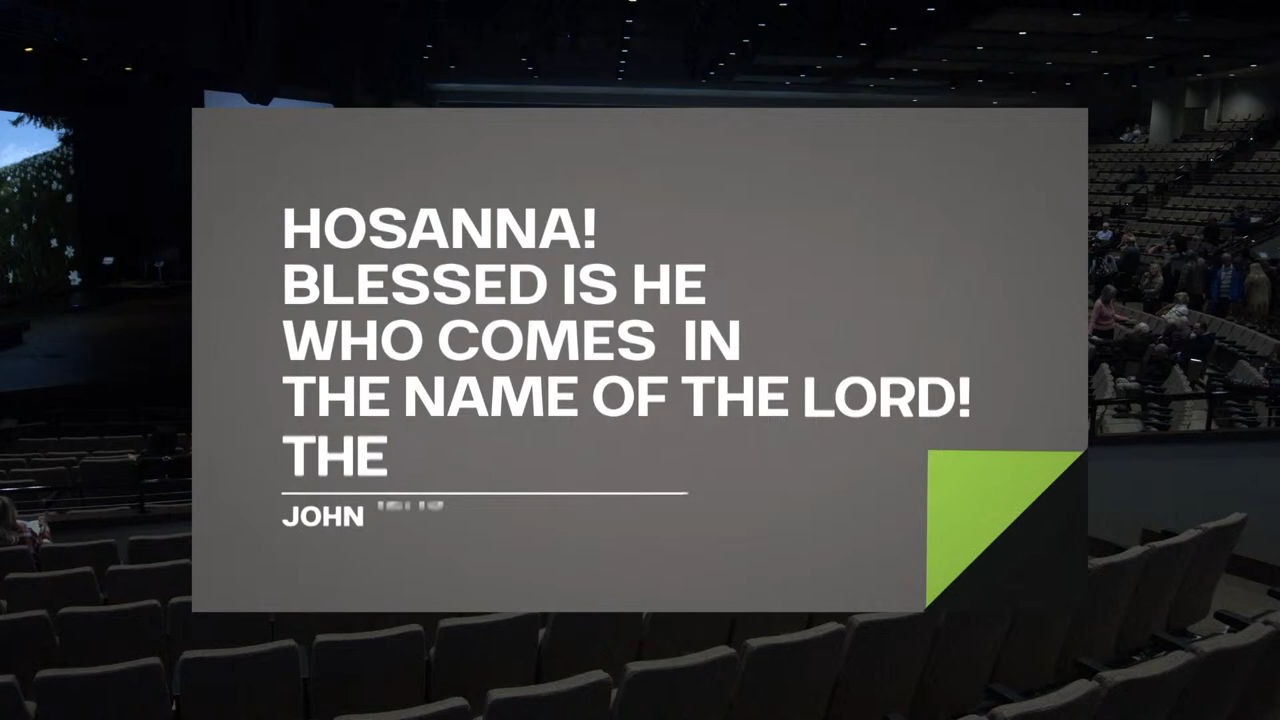 HOSANNA!
BLESSED IS HE
WHO COMES IN
THE NAME OF THE LORD!
THE
JOHN